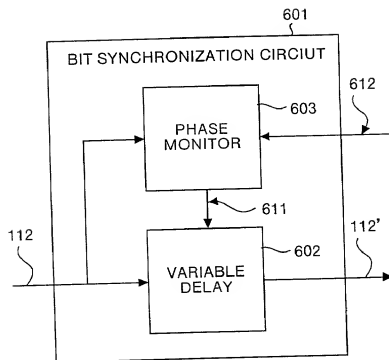 601
BIT SYNCHRONIZATION CIRCIUT
603
612
PHASE
MONITOR
611
112
602
112'
VARIABLE
DELAY